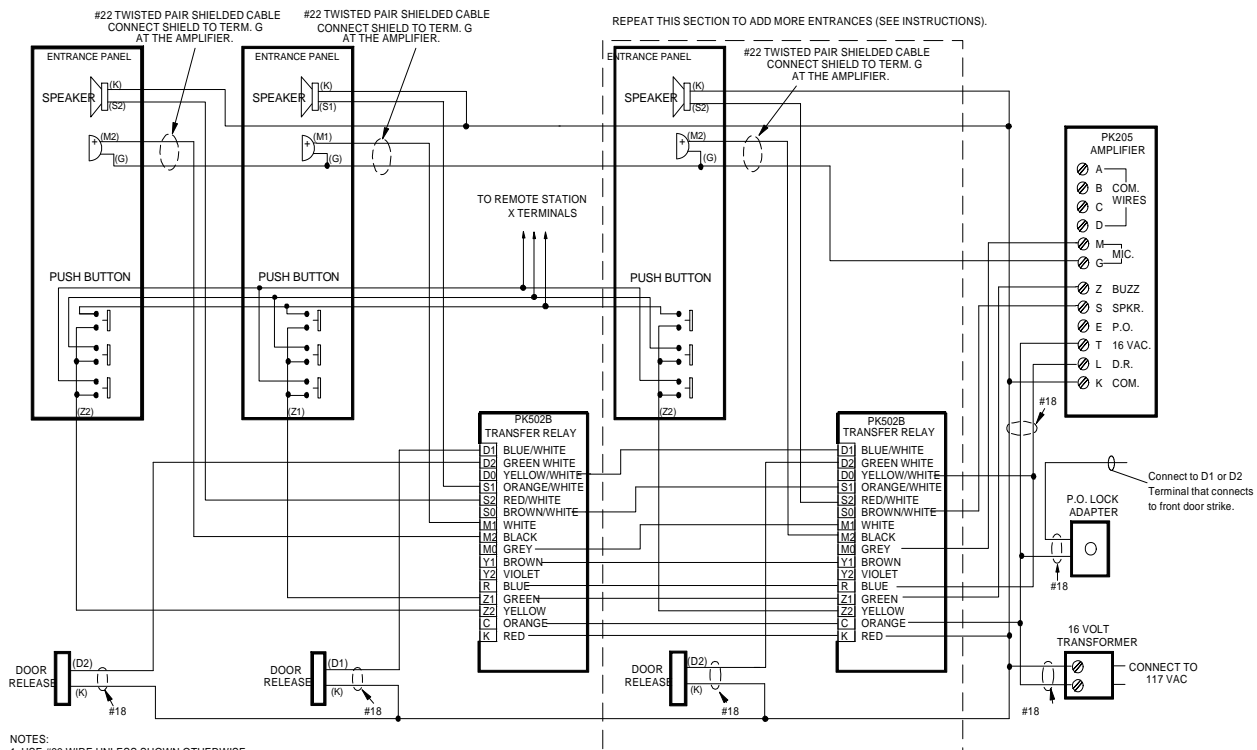 #22 TWISTED PAIR SHIELDED CABLE
CONNECT SHIELD TO TERM. G
AT THE AMPLIFIER.
#22 TWISTED PAIR SHIELDED CABLE
CONNECT SHIELD TO TERM. G
AT THE AMPLIFIER.
REPEAT THIS SECTION TO ADD MORE ENTRANCES (SEE INSTRUCTIONS).
#22 TWISTED PAIR SHIELDED CABLE
CONNECT SHIELD TO TERM. G
AT THE AMPLIFIER.
ENTRANCE PANEL
SPEAKER
(K)
(S2)
(M2)
+
(G)
PUSH BUTTON
(Z2)
ENTRANCE PANEL
SPEAKER
(K)
(S1)
(M1)
+
(G)
PUSH BUTTON
(Z1)
TO REMOTE STATION
X TERMINALS
ENTRANCE PANEL
SPEAKER
(K)
(S2)
(M2)
+
(G)
PUSH BUTTON
(Z2)
PK205
AMPLIFIER
A
B COM.
WIRES
C
D
M
MIC.
G
Z BUZZ
S SPKR.
E P.O.
T 16 VAC.
L D.R.
K COM.
#18
PK502B
TRANSFER RELAY
D1 BLUE/WHITE
D2 GREEN WHITE
D0 YELLOW/WHITE
S1 ORANGE/WHITE
S2 RED/WHITE
S0 BROWN/WHITE
M1 WHITE
M2 BLACK
M0 GREY
Y1 BROWN
Y2 VIOLET
R BLUE
Z1 GREEN
Z2 YELLOW
C ORANGE
K RED
PK502B
TRANSFER RELAY
D1 BLUE/WHITE
D2 GREEN WHITE
D0 YELLOW/WHITE
S1 ORANGE/WHITE
S2 RED/WHITE
S0 BROWN/WHITE
M1 WHITE
M2 BLACK
M0 GREY
Y1 BROWN
Y2 VIOLET
R BLUE
Z1 GREEN
Z2 YELLOW
C ORANGE
K RED
Connect to D1 or D2
Terminal that connects
to front door strike.
P.O. LOCK
ADAPTER
#18
16 VOLT
TRANSFORMER
CONNECT TO
117 VAC
#18
DOOR
RELEASE
(D2)
(K)
#18
DOOR
RELEASE
(D1)
(K)
#18
DOOR
RELEASE
(D2)
(K)
#18
NOTES: